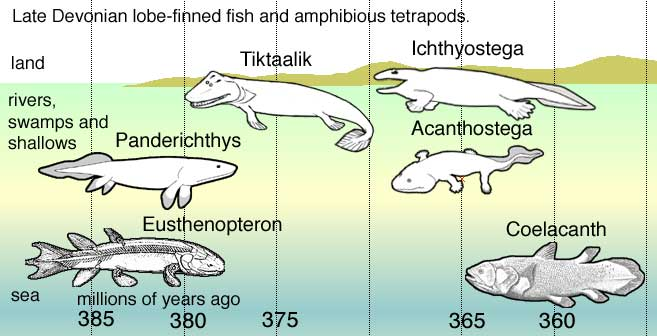 Late Devonian lobe-finned fish and amphibious tetrapods.
Ichthyostega
Tiktaalik
land
rivers,
swamps and
shallows
Acanthostega
Panderichthys
Eusthenopteron
Coelacanth
sea
millions of years ago
385 380 375 365 360